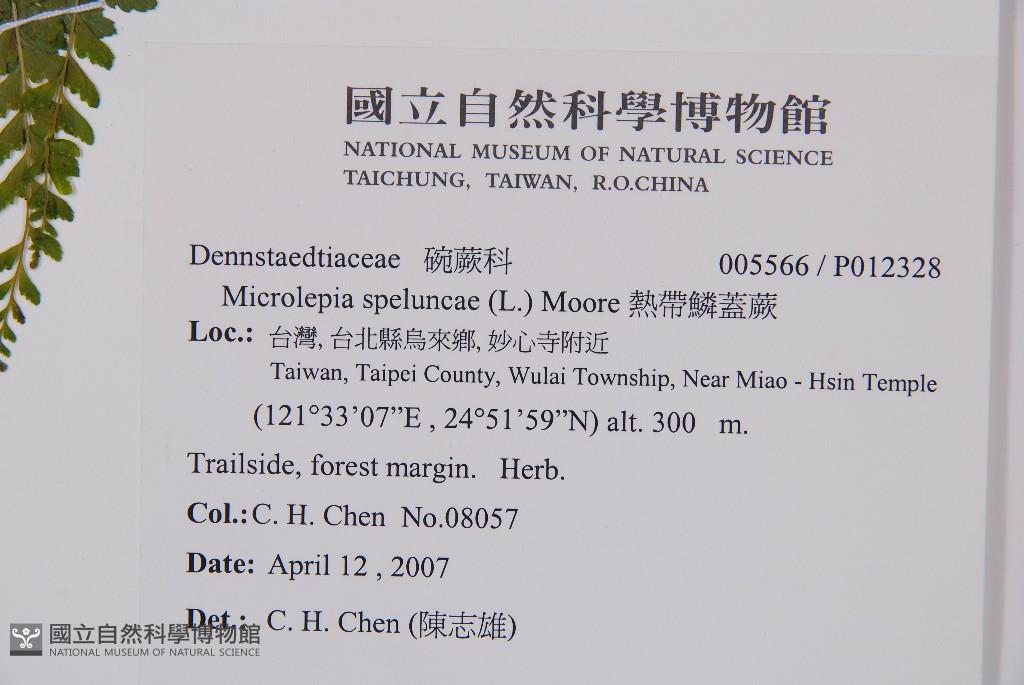 國立自然科學博物館
NATIONAL MUSEUM OF NATURAL SCIENCE
TAICHUNG, TAIWAN, R.O.CHINA
Dennstaedtiaceae 碗蕨科 005566 / P012328
Microlepia speluncae (L.) Moore 熱帶鱗蓋蕨
Loc.: 台灣, 台北縣烏來鄉, 妙心寺附近
Taiwan, Taipei County, Wulai Township, Near Miao - Hsin Temple
(121°33’07”E , 24°51’59”N) alt. 300 m.
Trailside, forest margin. Herb.
Col.: C. H. Chen No.08057
Date: April 12 , 2007
Det.: C. H. Chen (陳志雄)
國立自然科學博物館
NATIONAL MUSEUM OF NATURAL SCIENCE